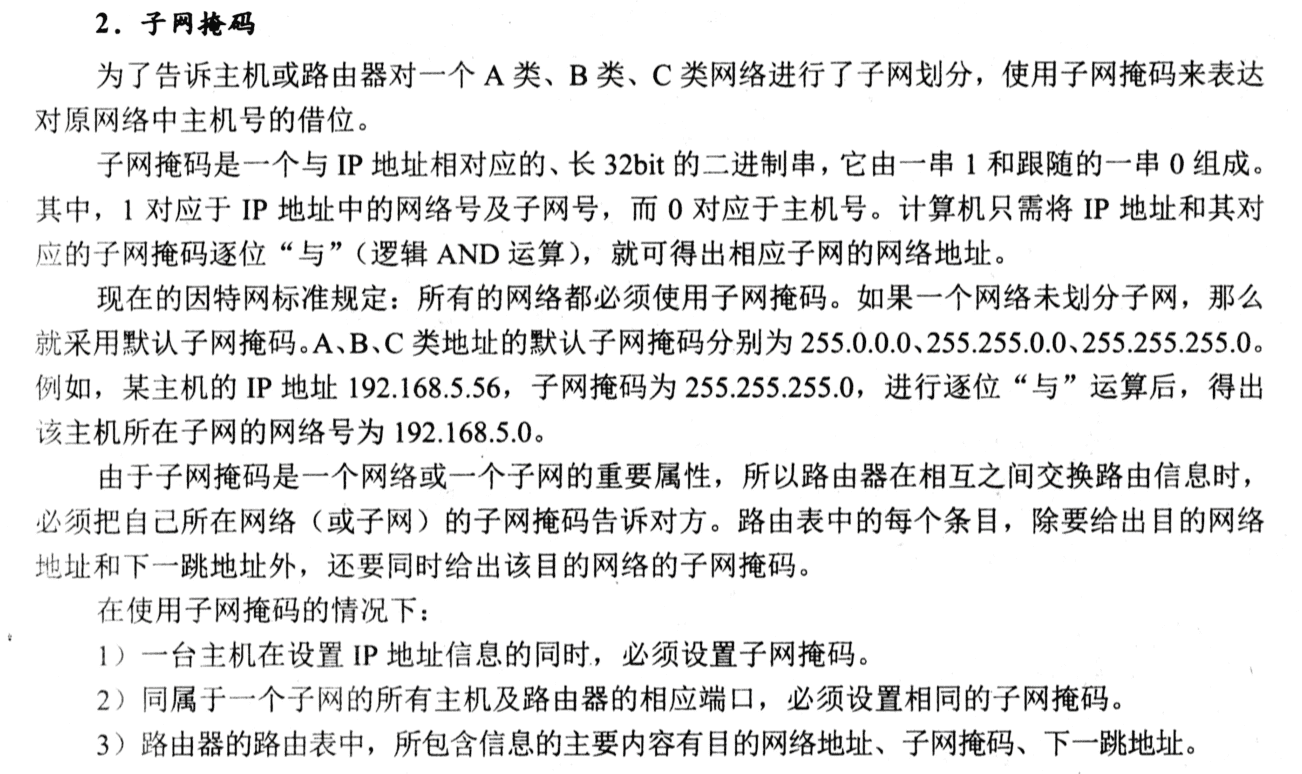 2．子网掩码
为了告诉主机或路由器对一个 A 类、B 类、C 类网络进行了子网划分，使用子网掩码来表达
对原网络中主机号的借位。
子网掩码是一个与 IP 地址相对应的、长 32bit 的二进制串，它由一串 1 和跟随的一串 0 组成。
其中，1 对应于 IP 地址中的网络号及子网号，而 0 对应于主机号。计算机只需将 IP 地址和其对
应的子网掩码逐位“与”（逻辑 AND 运算），就可得出相应子网的网络地址。
现在的因特网标准规定：所有的网络都必须使用子网掩码。如果一个网络未划分子网，那么
就采用默认子网掩码。A、B、C 类地址的默认子网掩码分别为 255.0.0.0、255.255.0.0、255.255.255.0。
例如，某主机的 IP 地址 192.168.5.56，子网掩码为 255.255.255.0，进行逐位“与”运算后，得出
该主机所在子网的网络号为 192.168.5.0。
由于子网掩码是一个网络或一个子网的重要属性，所以路由器在相互之间交换路由信息时，
必须把自己所在网络（或子网）的子网掩码告诉对方。路由表中的每个条目，除要给出目的网络
地址和下一跳地址外，还要同时给出该目的网络的子网掩码。
在使用子网掩码的情况下：
1）一台主机在设置 IP 地址信息的同时，必须设置子网掩码。
2）同属于一个子网的所有主机及路由器的相应端口，必须设置相同的子网掩码。
3）路由器的路由表中，所包含信息的主要内容有目的网络地址、子网掩码、下一跳地址。